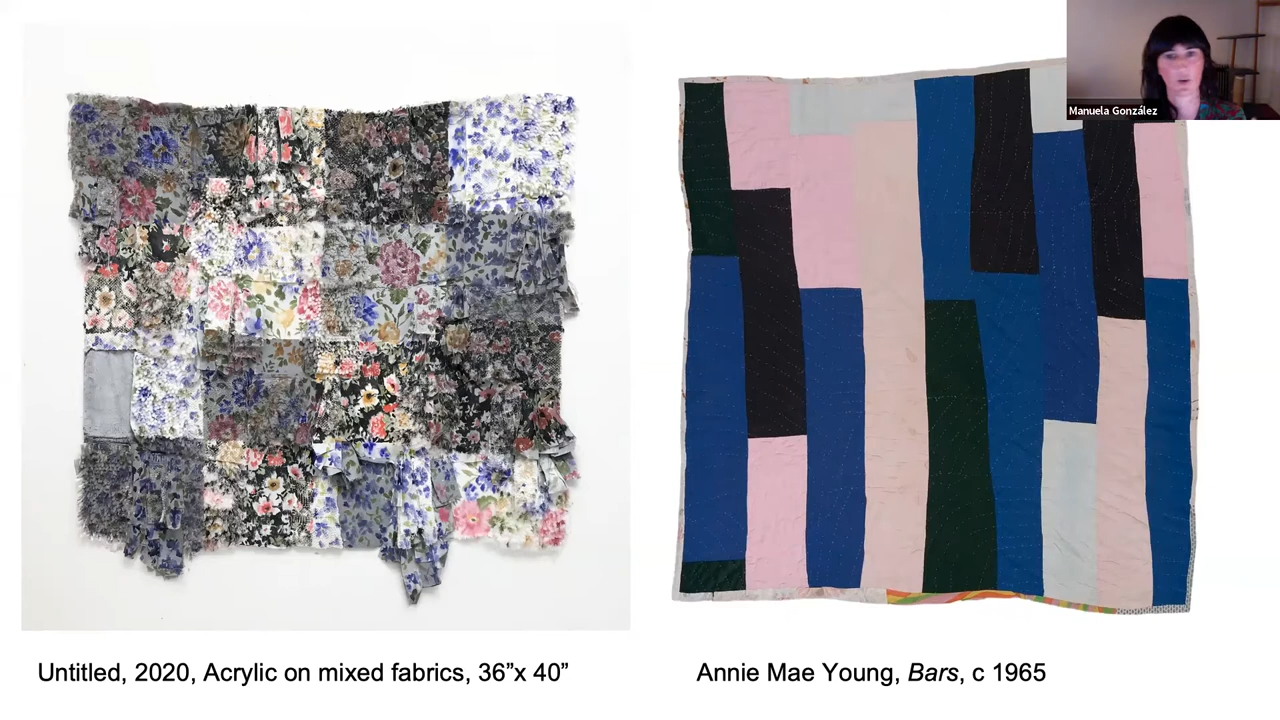 Manuela González
Untitled, 2020, Acrylic on mixed fabrics, 36”x 40”
Annie Mae Young, Bars, c 1965